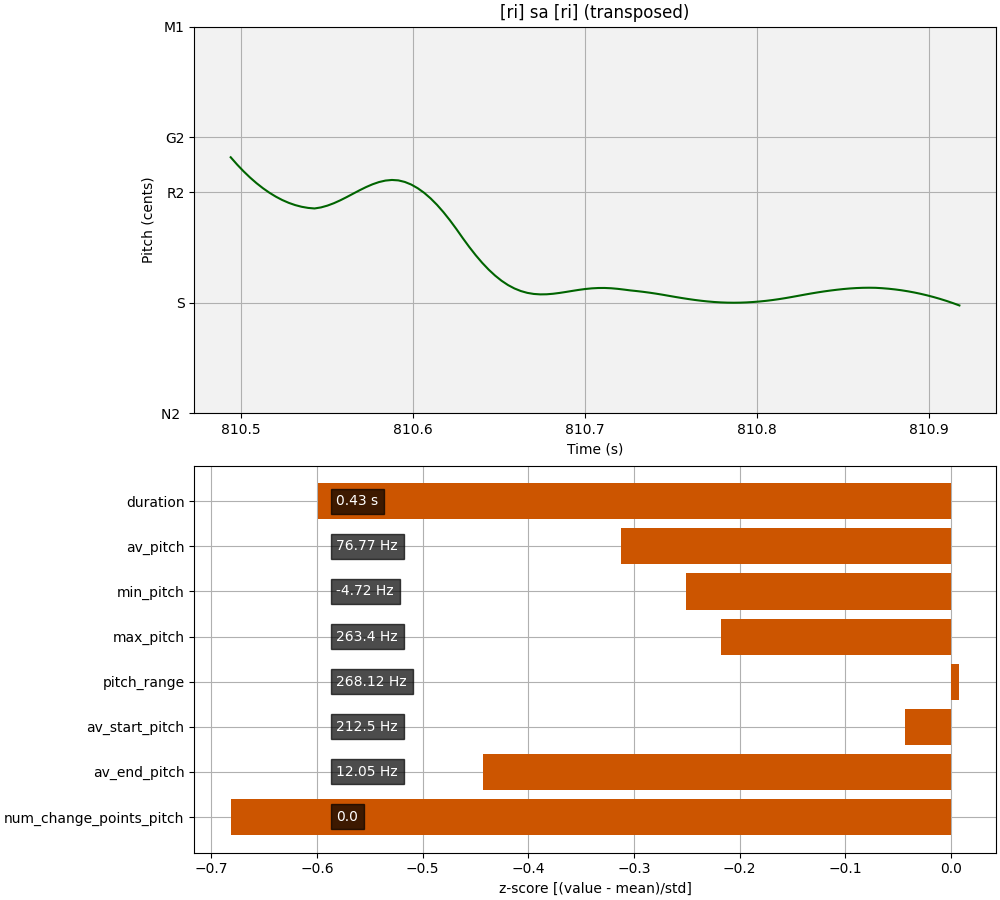 [ri] sa [ri] (transposed)
M1
G2
R2
S
N2
Pitch (cents)
810.5 810.6 810.7 810.8 810.9
Time (s)
duration 0.43 s
av_pitch 76.77 Hz
min_pitch -4.72 Hz
max_pitch 263.4 Hz
pitch_range 268.12 Hz
av_start_pitch 212.5 Hz
av_end_pitch 12.05 Hz
num_change_points_pitch 0.0
−0.7 −0.6 −0.5 −0.4 −0.3 −0.2 −0.1 0.0
z-score [(value - mean)/std]